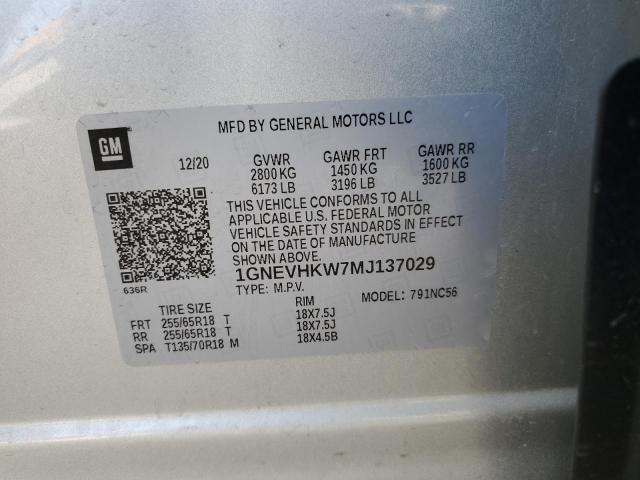 MFD BY GENERAL MOTORS LLC
GM
12/20 GVWR GAWR FRT GAWR RR
2800 KG 1450 KG 1600 KG
6173 LB 3196 LB 3527 LB
THIS VEHICLE CONFORMS TO ALL
APPLICABLE U.S. FEDERAL MOTOR
VEHICLE SAFETY STANDARDS IN EFFECT
ON THE DATE OF MANUFACTURE
SHOWN ABOVE.
1GNEVHKW7MJ137029
636R
TYPE: M.P.V. MODEL: 791NC56
TIRE SIZE RIM
FRT 255/65R18 T 18X7.5J
RR 255/65R18 T 18X7.5J
SPA T135/70R18 M 18X4.5B